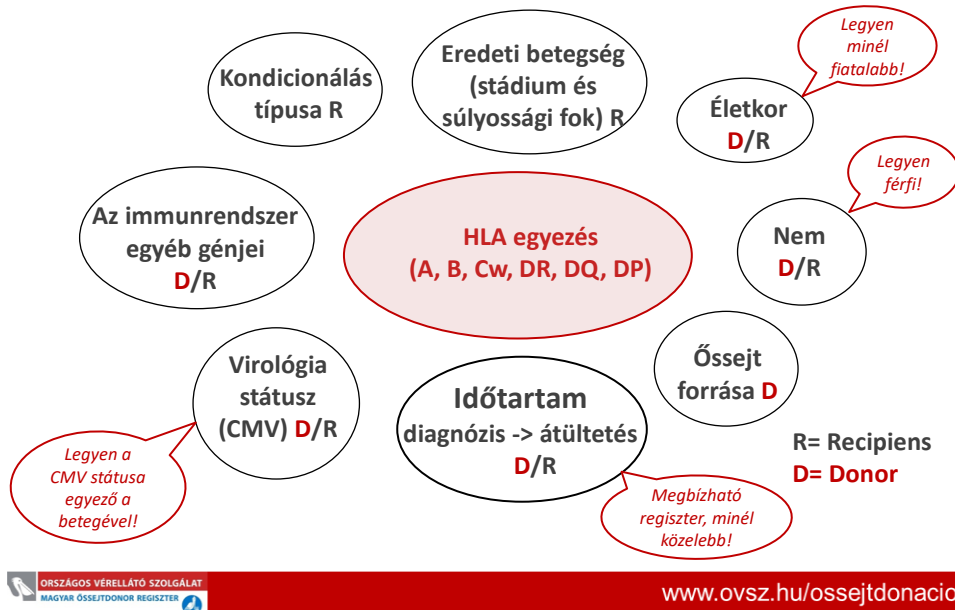 Kondicionálás
típusa R
Eredeti betegség
(stádium és
súlyossági fok) R
Legyen
minél
fiatalabb!
Életkor
D/R
Az immunrendszer
egyéb génjei
D/R
HLA egyezés
(A, B, Cw, DR, DQ, DP)
Legyen
férfi!
Nem
D/R
Virológia
státusz
(CMV) D/R
Legyen a
CMV státusa
egyező a
betegével!
Időtartam
diagnózis -> átültetés
D/R
Megbízható
regiszter, minél
közelebb!
Őssejt
forrása D
R= Recipiens
D= Donor
ORSZÁGOS VÉRELLÁTÓ SZOLGÁLAT
MAGYAR ŐSSEJTDONOR REGISZTER
www.ovsz.hu/ossejtdonacio